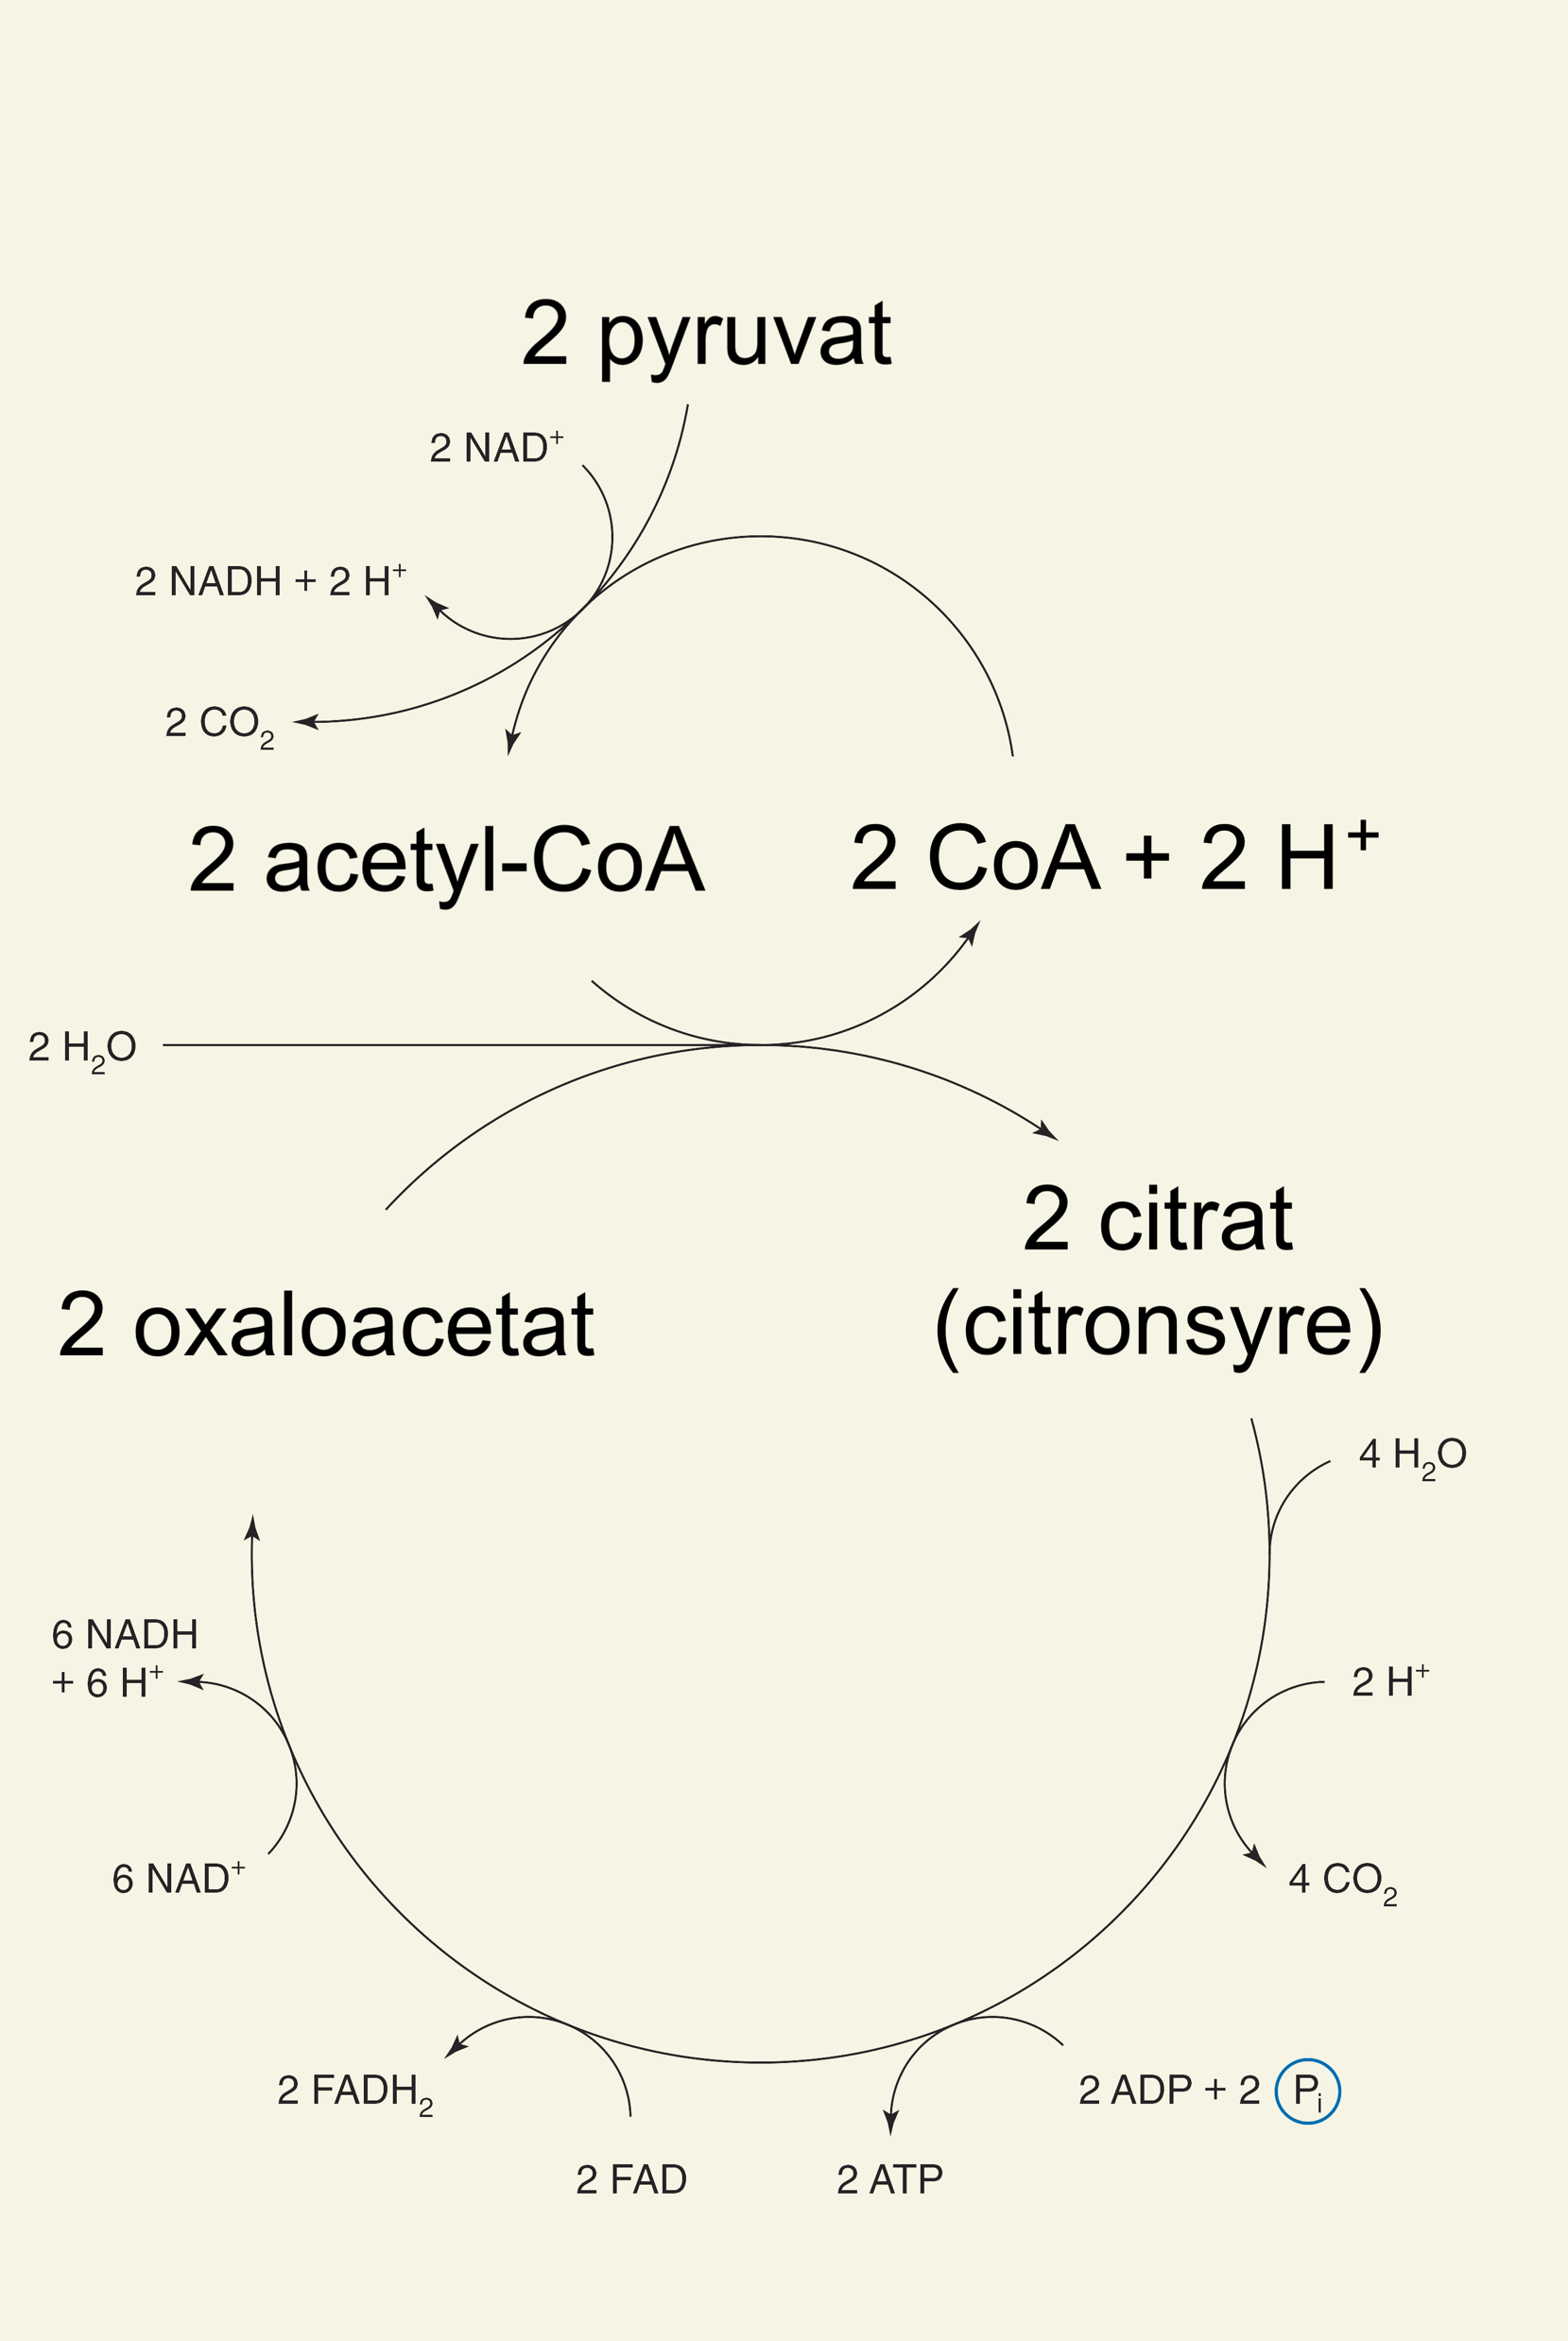 2 pyruvat
2 NAD⁺
2 NADH + 2 H⁺
2 CO₂
2 acetyl-CoA
2 CoA + 2 H⁺
2 H₂O
2 citrat
(citronsyre)
2 oxaloacetat
4 H₂O
6 NADH
+ 6 H⁺
2 H⁺
6 NAD⁺
4 CO₂
2 FADH₂
2 ADP + 2 Pᵢ
2 FAD
2 ATP